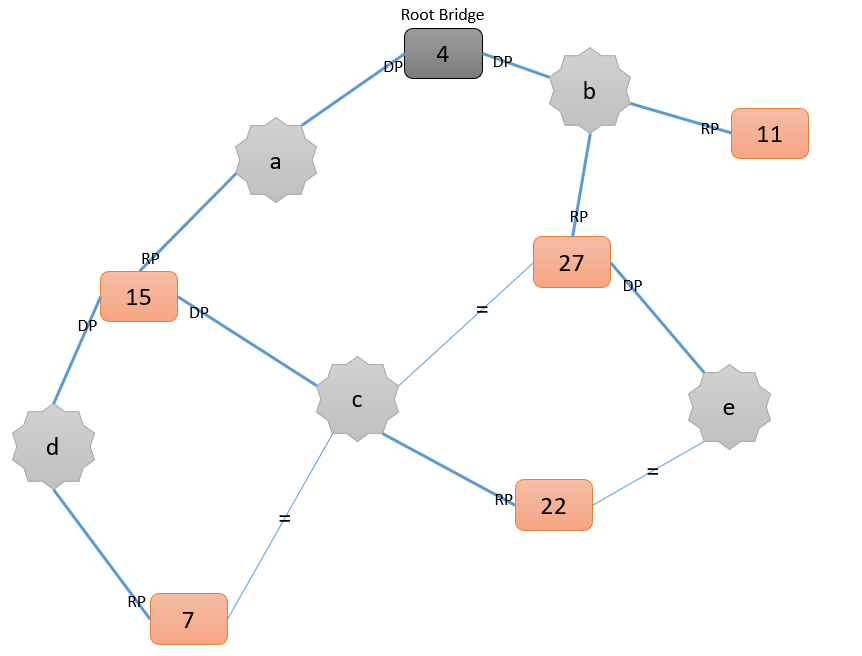 Root Bridge
4
DP
DP
b
RP
11
a
RP
RP
15
27
DP
DP
DP
=
c
e
d
=
RP
22
=
RP
7